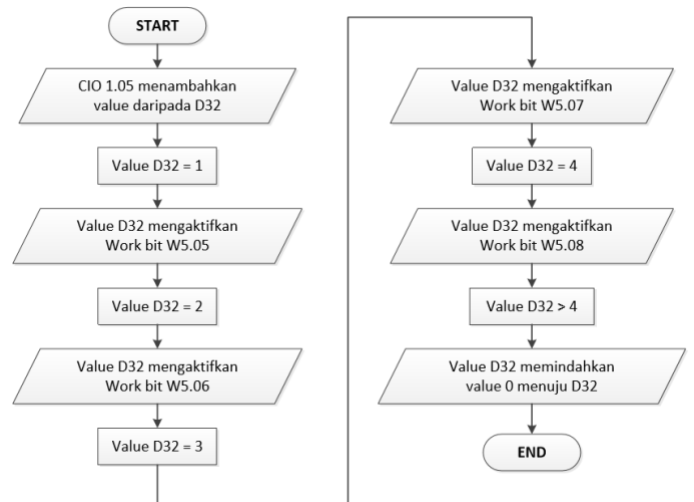 START
CIO 1.05 menambahkan
value daripada D32
Value D32 = 1
Value D32 mengaktifkan
Work bit W5.05
Value D32 = 2
Value D32 mengaktifkan
Work bit W5.06
Value D32 = 3
Value D32 mengaktifkan
Work bit W5.07
Value D32 = 4
Value D32 mengaktifkan
Work bit W5.08
Value D32 > 4
Value D32 memindahkan
value 0 menuju D32
END